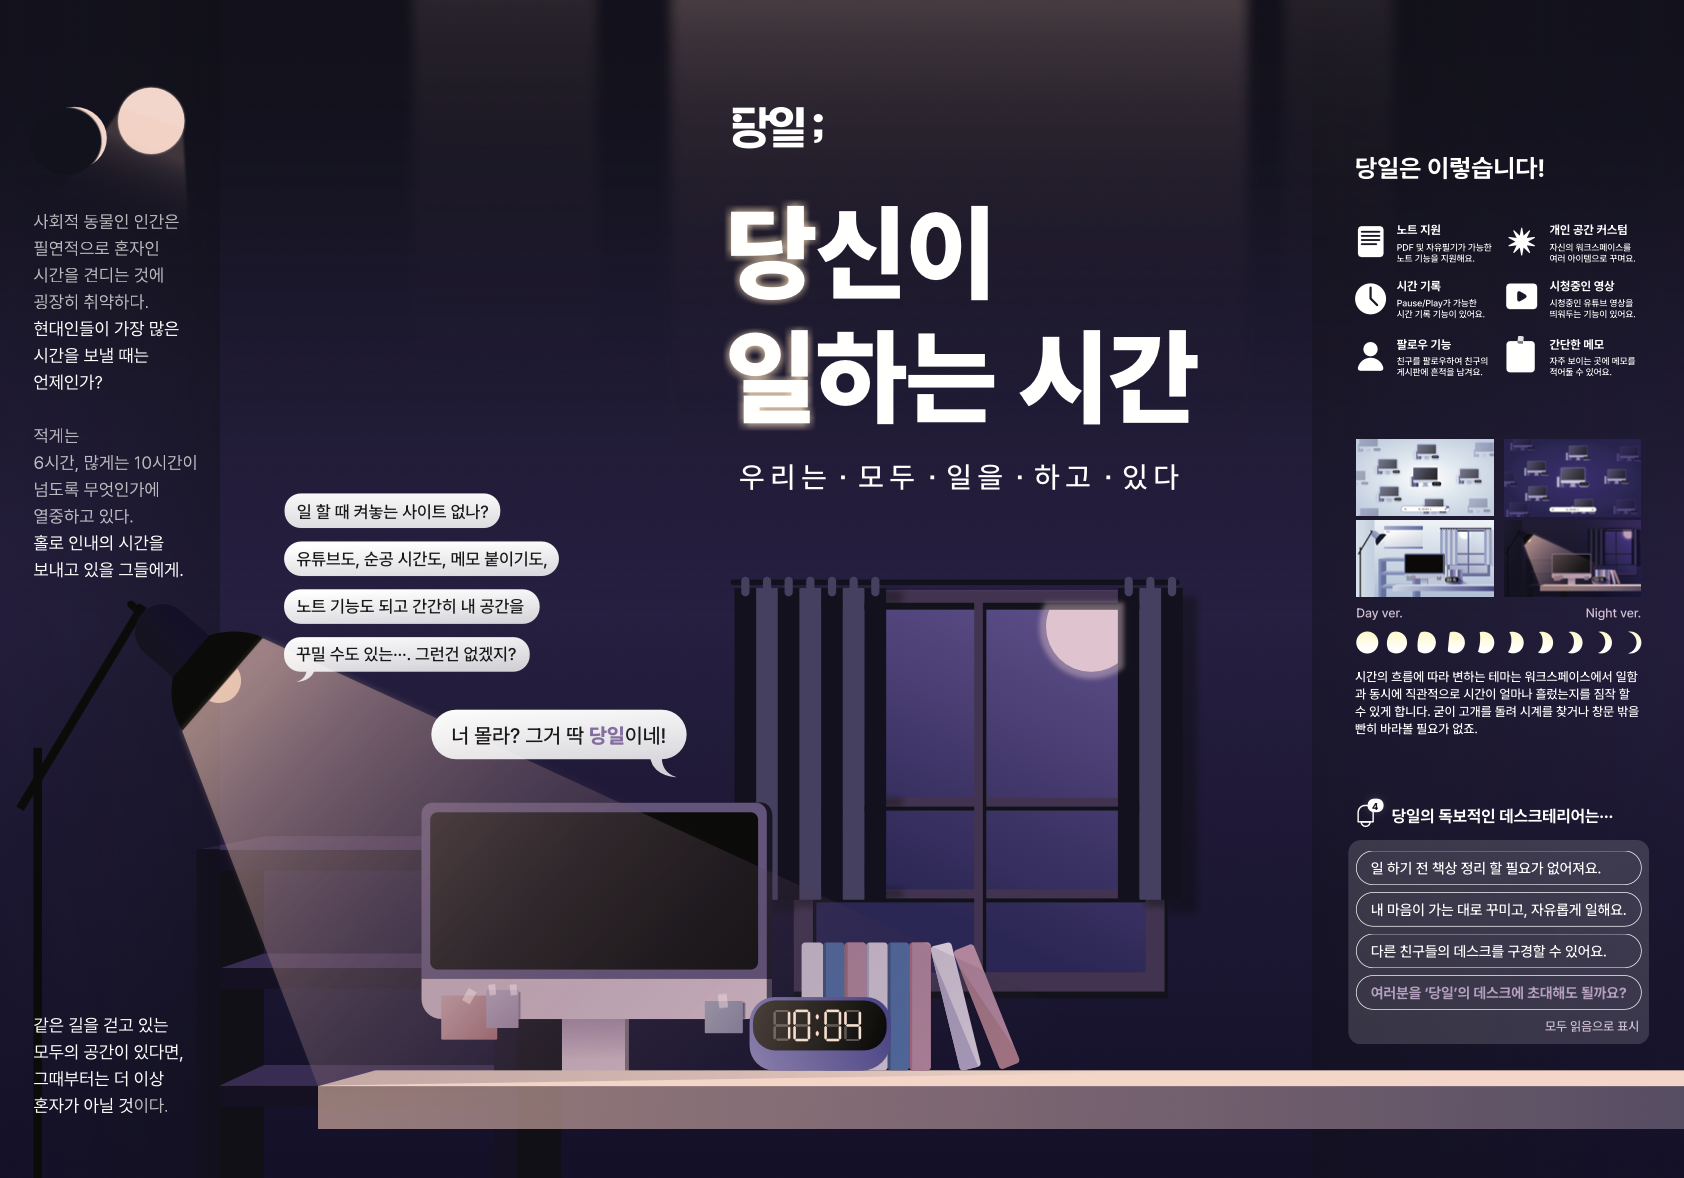 사회적 동물인 인간은
필연적으로 혼자인
시간을 견디는 것에
굉장히 취약하다.
현대인들이 가장 많은
시간을 보낼 때는
언제인가?
적게는
6시간, 많게는 10시간이
넘도록 무엇인가에
열중하고 있다.
홀로 인내의 시간을
보내고 있을 그들에게.
같은 길을 걷고 있는
모두의 공간이 있다면,
그때부터는 더 이상
혼자가 아닐 것이다.
당일;
당신이
일하는 시간
우리는·모두·일을·하고·있다
일 할 때 켜놓는 사이트 없나?
유튜브도, 순공 시간도, 메모 붙이기도,
노트 기능도 되고 간간히 내 공간을
꾸밀 수도 있는···. 그런건 없겠지?
너 몰라? 그거 딱 당일이네!
10:04
당일은 이렇습니다!
노트 지원
PDF 및 자유필기가 가능한
노트 기능을 지원해요.
개인 공간 커스텀
자신의 워크스페이스를
여러 아이템으로 꾸며요.
시간 기록
Pause/Play가 가능한
시간 기록 기능이 있어요.
시청중인 영상
시청중인 유튜브 영상을
띄워두는 기능이 있어요.
팔로우 기능
친구를 팔로우하여 친구의
게시판에 흔적을 남겨요.
간단한 메모
자주 보이는 곳에 메모를
적어둘 수 있어요.
Day ver.
Night ver.
시간의 흐름에 따라 변하는 테마는 워크스페이스에서 일함
과 동시에 직관적으로 시간이 얼마나 흘렀는지를 짐작 할
수 있게 합니다. 굳이 고개를 돌려 시계를 찾거나 창문 밖을
빤히 바라볼 필요가 없죠.
4
당일의 독보적인 데스크테리어는···
일 하기 전 책상 정리 할 필요가 없어져요.
내 마음이 가는 대로 꾸미고, 자유롭게 일해요.
다른 친구들의 데스크를 구경할 수 있어요.
여러분을 ‘당일’의 데스크에 초대해도 될까요?
모두 읽음으로 표시